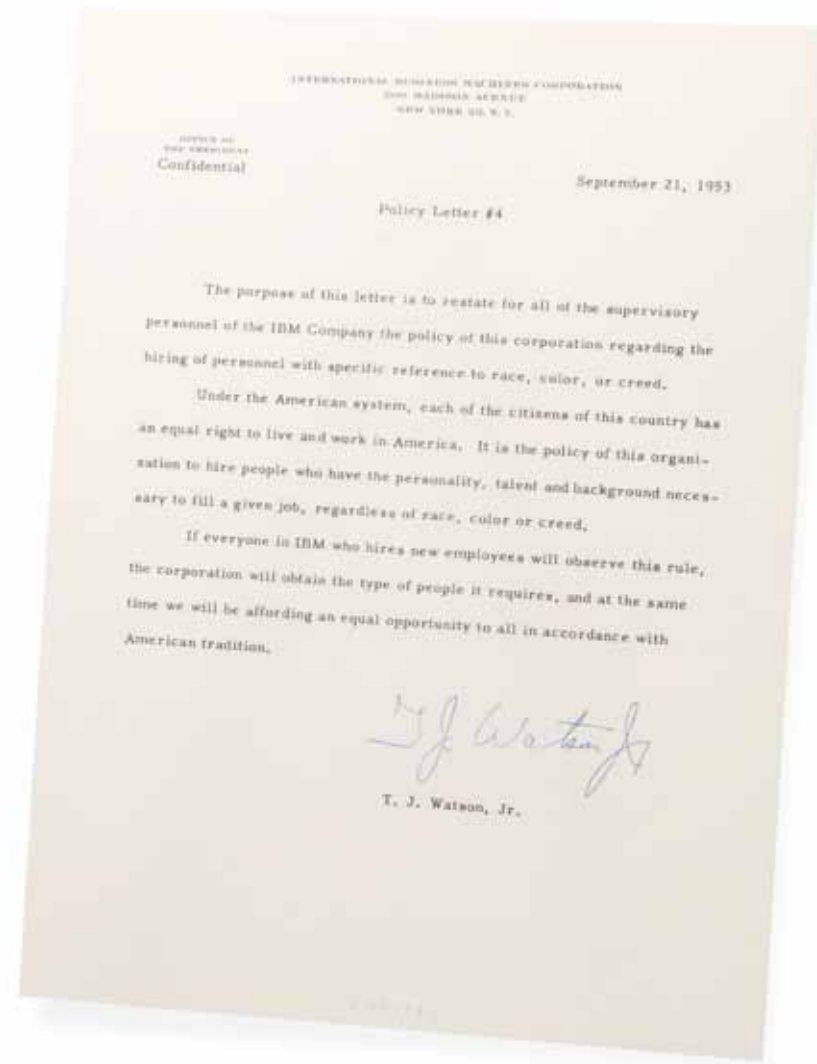 INTERNATIONAL BUSINESS MACHINES CORPORATION
590 MADISON AVENUE
NEW YORK 22, N. Y.
OFFICE OF
THE PRESIDENT
Confidential
September 21, 1953
Policy Letter #4
The purpose of this letter is to restate for all of the supervisory
personnel of the IBM Company the policy of this corporation regarding the
hiring of personnel with specific reference to race, color, or creed.
Under the American system, each of the citizens of this country has
an equal right to live and work in America. It is the policy of this organi-
zation to hire people who have the personality, talent and background neces-
sary to fill a given job, regardless of race, color or creed.
If everyone in IBM who hires new employees will observe this rule,
the corporation will obtain the type of people it requires, and at the same
time we will be affording an equal opportunity to all in accordance with
American tradition.
T J Watson Jr
T. J. Watson, Jr.